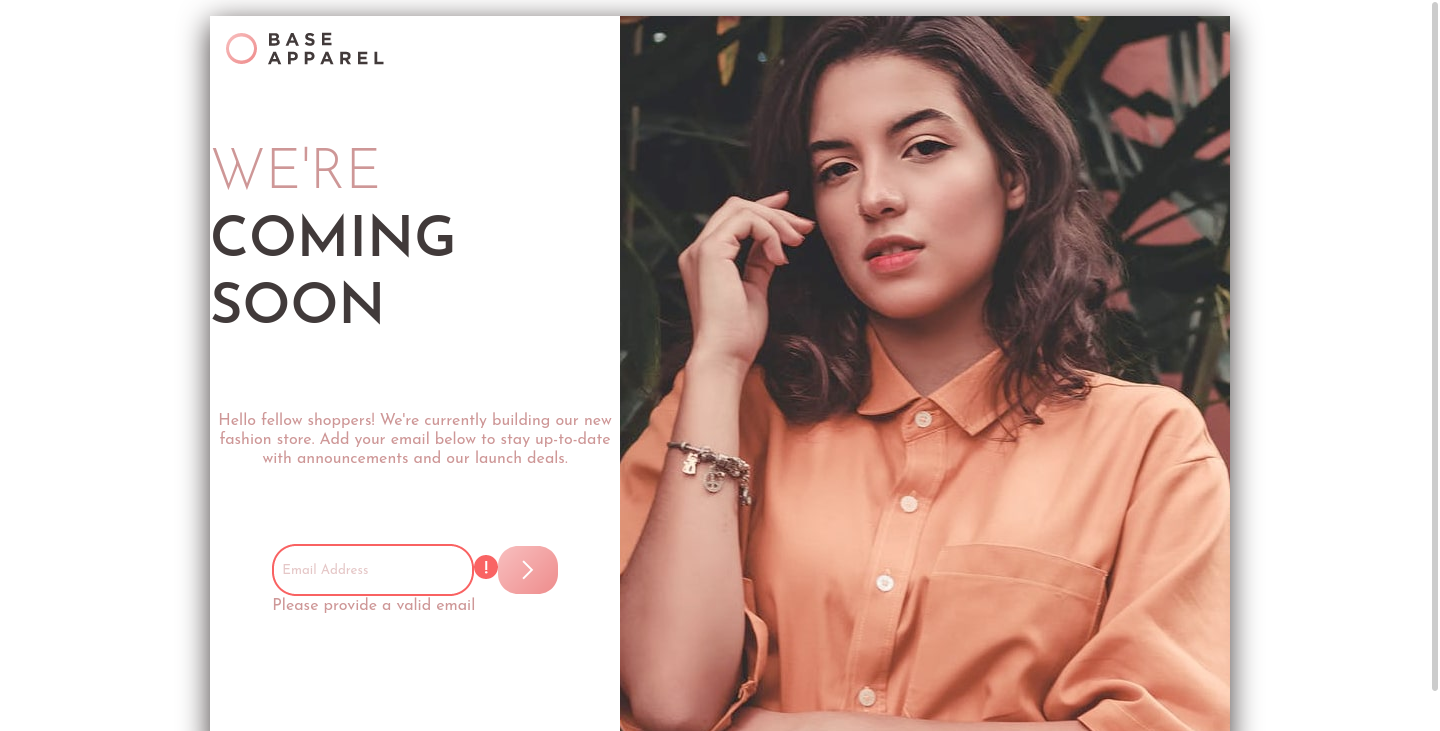 BASE
APPAREL
WE'RE
COMING
SOON
Hello fellow shoppers! We're currently building our new
fashion store. Add your email below to stay up-to-date
with announcements and our launch deals.
Email Address
!
Please provide a valid email